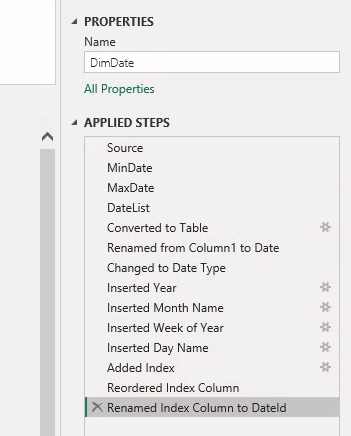 PROPERTIES
Name
DimDate
All Properties
APPLIED STEPS
Source
MinDate
MaxDate
DateList
Converted to Table
Renamed from Column1 to Date
Changed to Date Type
Inserted Year
Inserted Month Name
Inserted Week of Year
Inserted Day Name
Added Index
Reordered Index Column
Renamed Index Column to DateId